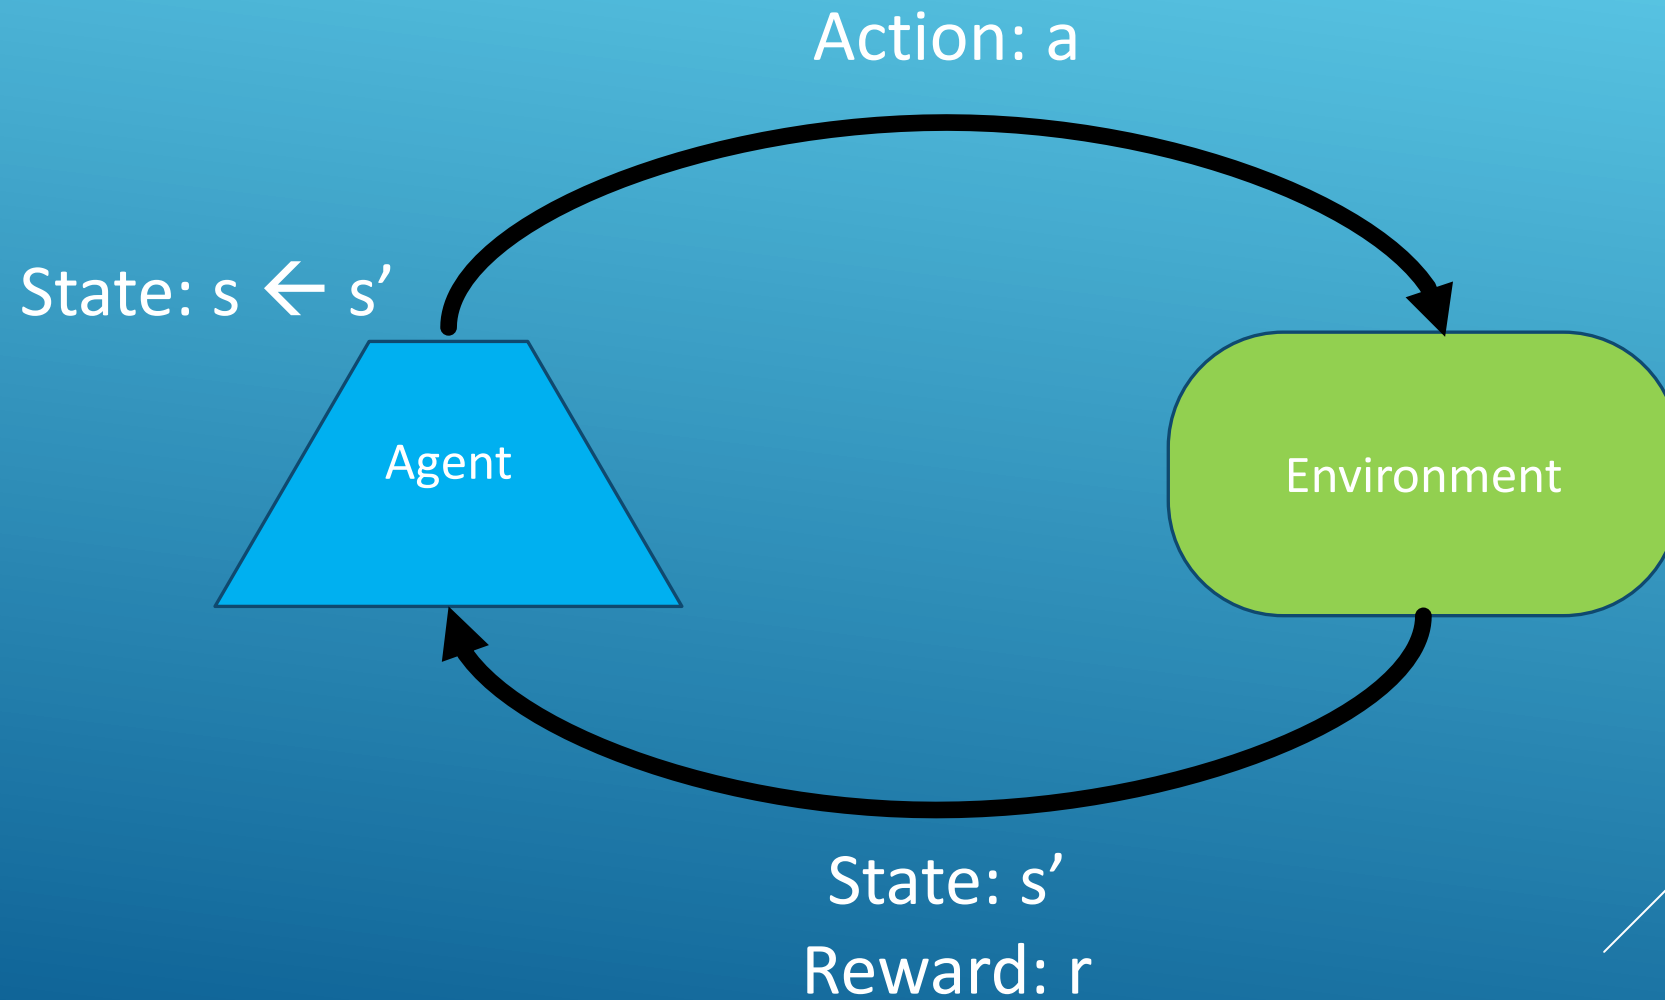 Action: a
State: s ← s’
Agent
Environment
State: s’
Reward: r